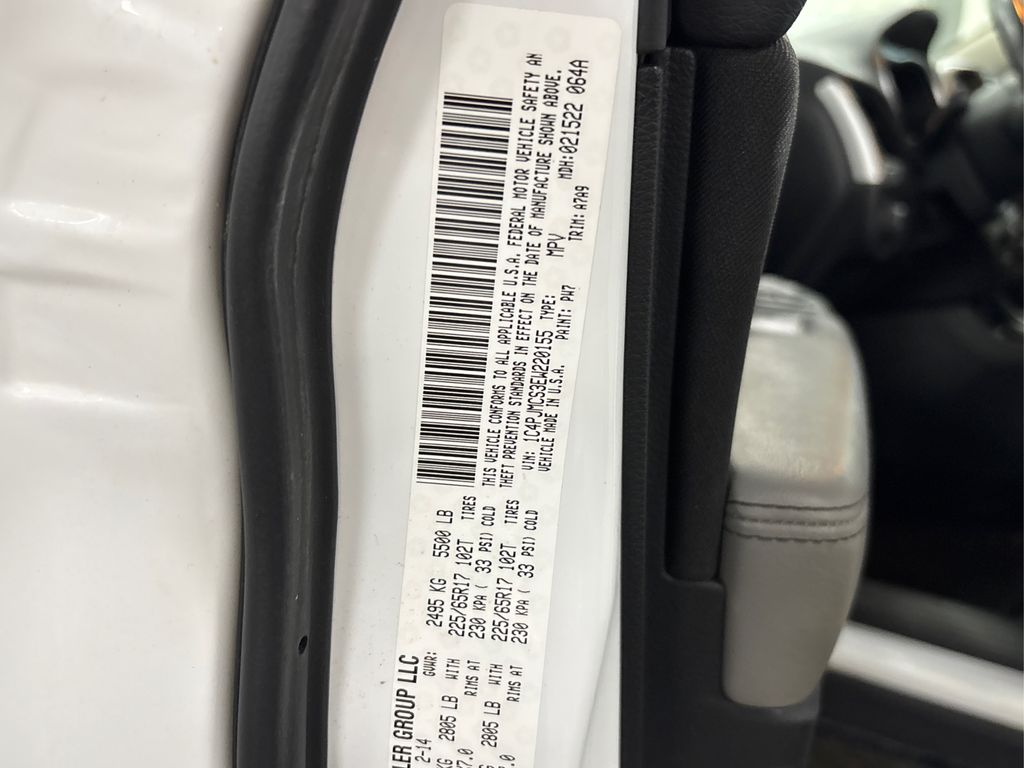 LER GROUP LLC
2-14 GVWR: 2495 KG 5500 LB
KG 2805 LB WITH 225/65R17 102T TIRES
7.0 RIMS AT 230 KPA ( 33 PSI) COLD
2805 LB WITH 225/65R17 102T TIRES
.0 RIMS AT 230 KPA ( 33 PSI) COLD
THIS VEHICLE CONFORMS TO ALL APPLICABLE U.S.A. FEDERAL MOTOR VEHICLE SAFETY AN
THEFT PREVENTION STANDARDS IN EFFECT ON THE DATE OF MANUFACTURE SHOWN ABOVE.
VIN: 1C4PJMCS3EW220155 TYPE: MPV MDH:021522 064A
VEHICLE MADE IN U.S.A. PAINT: PW7 TRIM: A7A9